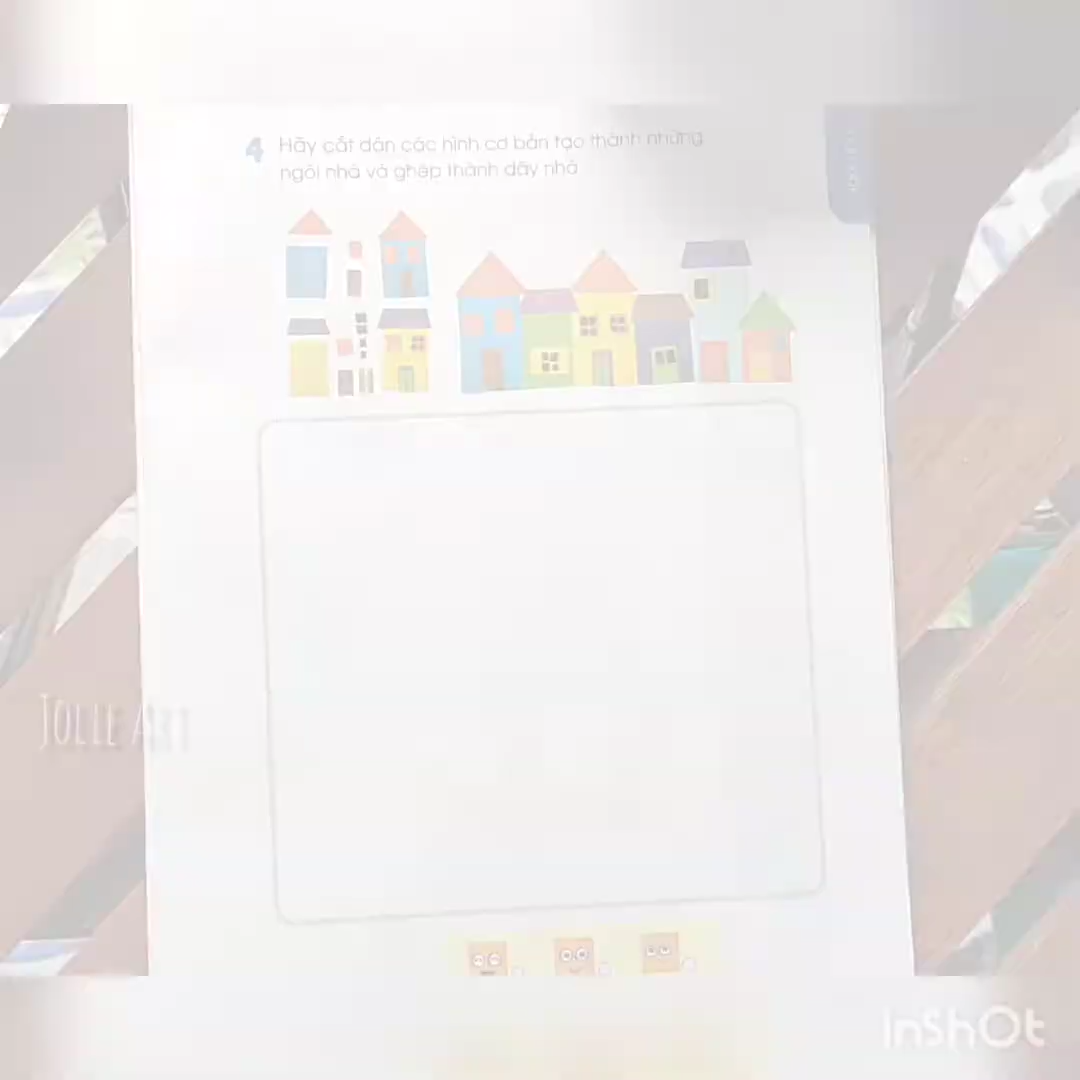 4 Hãy cắt dán các hình cơ bản tạo thành những
ngôi nhà và ghép thành dãy nhà
JOLIE ART
InShOt